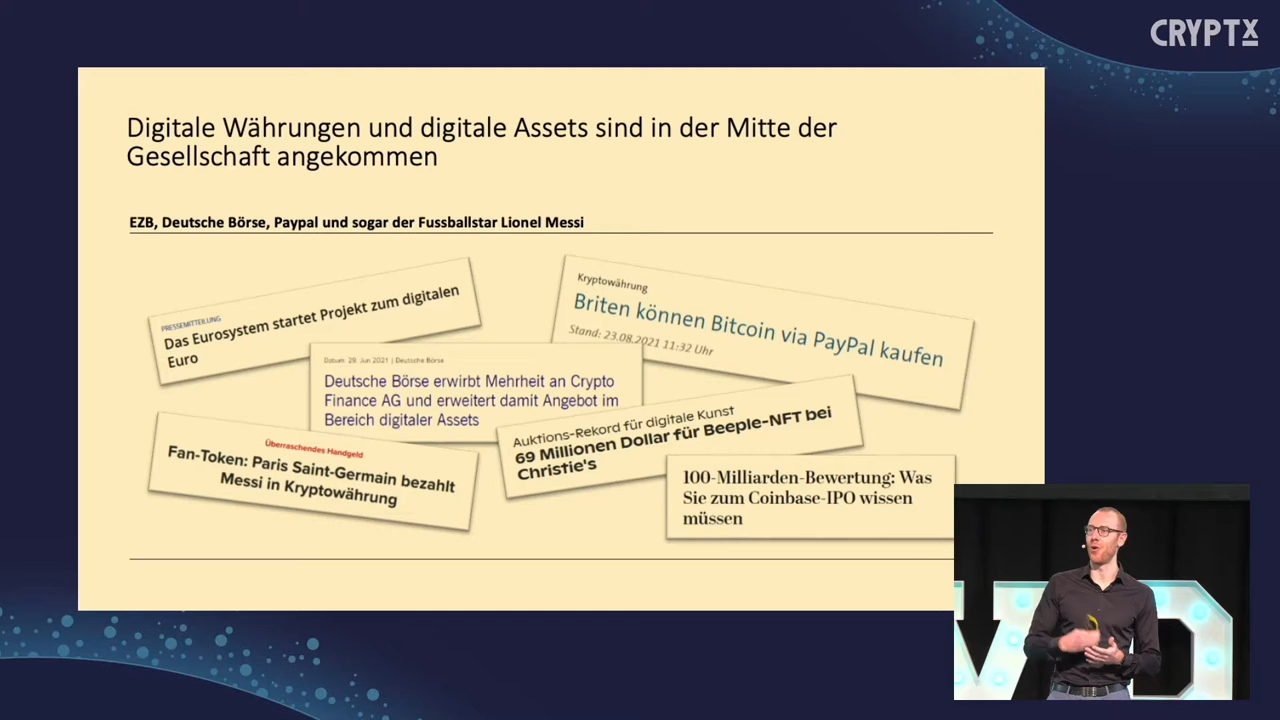 CRYPTX
Digitale Währungen und digitale Assets sind in der Mitte der
Gesellschaft angekommen
EZB, Deutsche Börse, Paypal und sogar der Fussballstar Lionel Messi
PRESSEMITTEILUNG
Das Eurosystem startet Projekt zum digitalen
Euro
Kryptowährung
Briten können Bitcoin via PayPal kaufen
Stand: 23.08.2021 11:32 Uhr
Datum: 29. Jun 2021 | Deutsche Börse
Deutsche Börse erwirbt Mehrheit an Crypto
Finance AG und erweitert damit Angebot im
Bereich digitaler Assets
Überraschendes Handgeld
Fan-Token: Paris Saint-Germain bezahlt
Messi in Kryptowährung
Auktions-Rekord für digitale Kunst
69 Millionen Dollar für Beeple-NFT bei
Christie's
100-Milliarden-Bewertung: Was
Sie zum Coinbase-IPO wissen
müssen